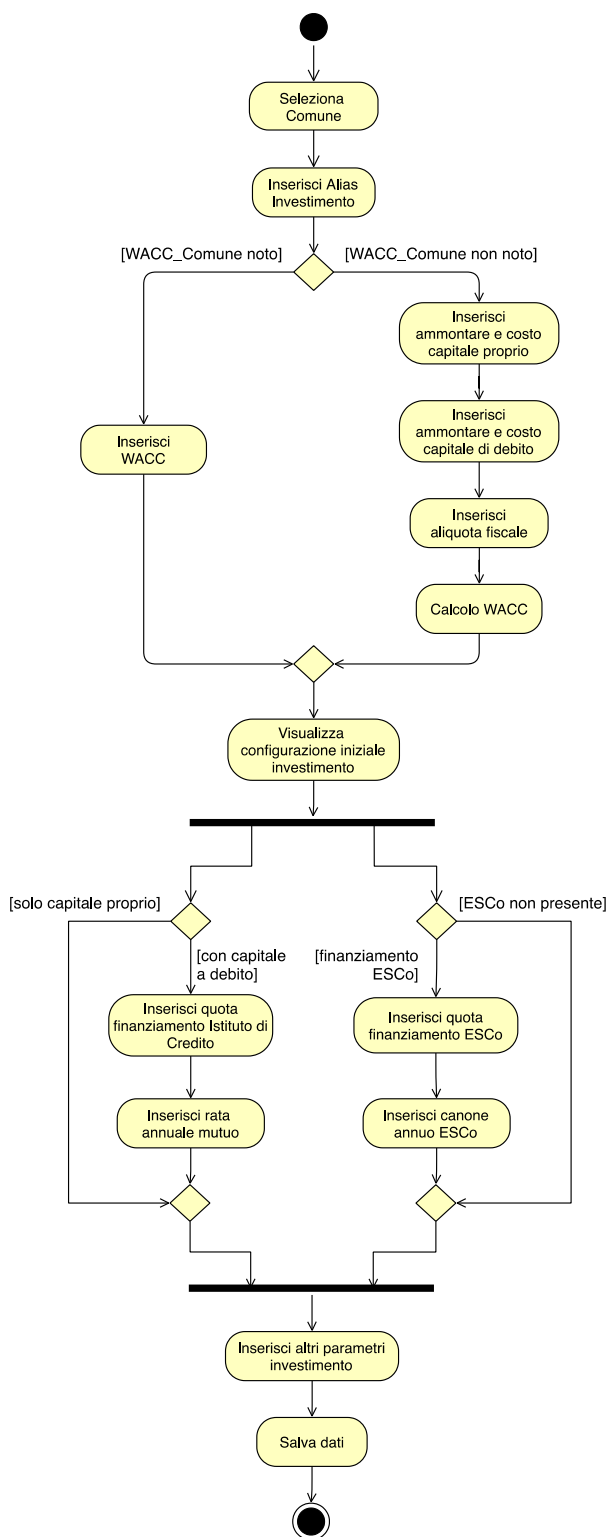 Seleziona
Comune
Inserisci Alias
Investimento
[WACC_Comune noto]
[WACC_Comune non noto]
Inserisci
ammontare e costo
capitale proprio
Inserisci
WACC
Inserisci
ammontare e costo
capitale di debito
Inserisci
aliquota fiscale
Calcolo WACC
Visualizza
configurazione iniziale
investimento
[solo capitale proprio]
[ESCo non presente]
[con capitale
a debito]
[finanziamento
ESCo]
Inserisci quota
finanziamento Istituto di
Credito
Inserisci quota
finanziamento ESCo
Inserisci rata
annuale mutuo
Inserisci canone
annuo ESCo
Inserisci altri parametri
investimento
Salva dati